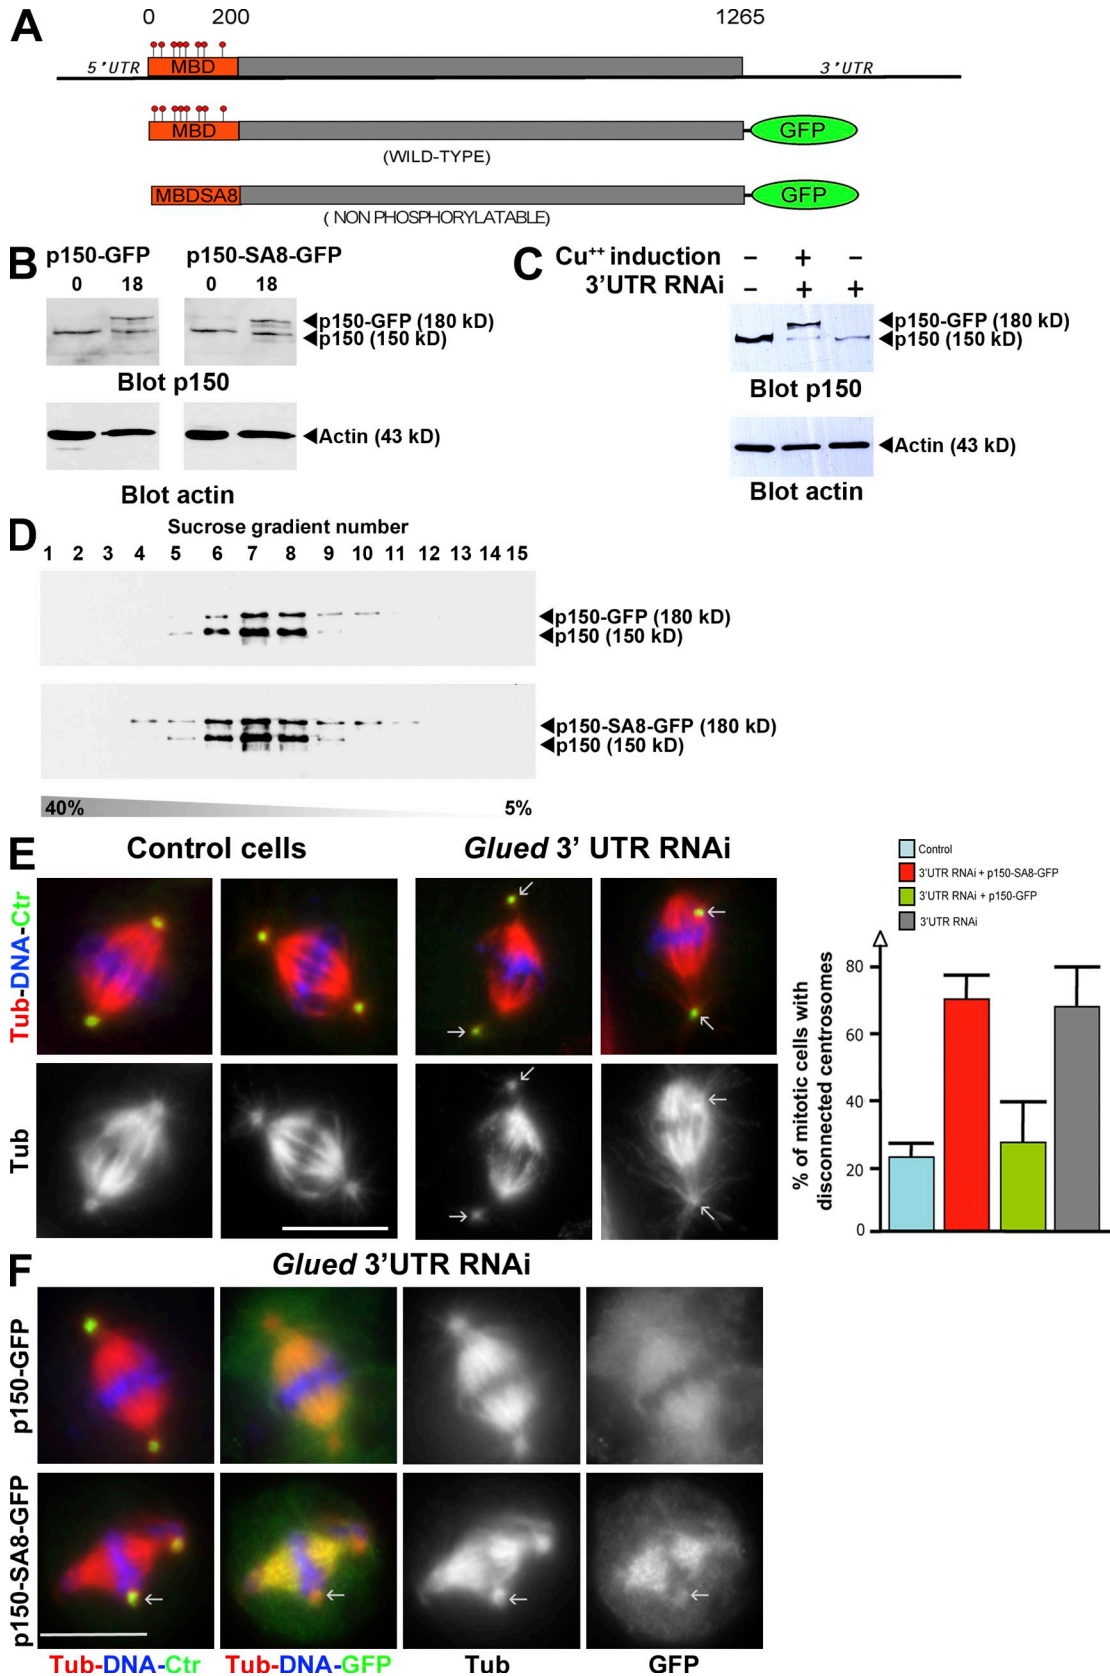 A
0 200 1265
5'UTR MBD 3'UTR
MBD GFP
(WILD-TYPE)
MBDSA8 GFP
( NON PHOSPHORYLATABLE)
B
p150-GFP p150-SA8-GFP
0 18 0 18
p150-GFP (180 kD)
p150 (150 kD)
Blot p150
Actin (43 kD)
Blot actin
C
Cu++ induction – + –
3'UTR RNAi – + +
p150-GFP (180 kD)
p150 (150 kD)
Blot p150
Actin (43 kD)
Blot actin
D
Sucrose gradient number
1 2 3 4 5 6 7 8 9 10 11 12 13 14 15
p150-GFP (180 kD)
p150 (150 kD)
p150-SA8-GFP (180 kD)
p150 (150 kD)
40% 5%
E
Control cells Glued 3' UTR RNAi
Tub-DNA-Ctr
Tub
Control
3'UTR RNAi + p150-SA8-GFP
3'UTR RNAi + p150-GFP
3'UTR RNAi
% of mitotic cells with
disconnected centrosomes
80
60
40
20
0
F
Glued 3'UTR RNAi
p150-GFP
p150-SA8-GFP
Tub-DNA-Ctr Tub-DNA-GFP Tub GFP